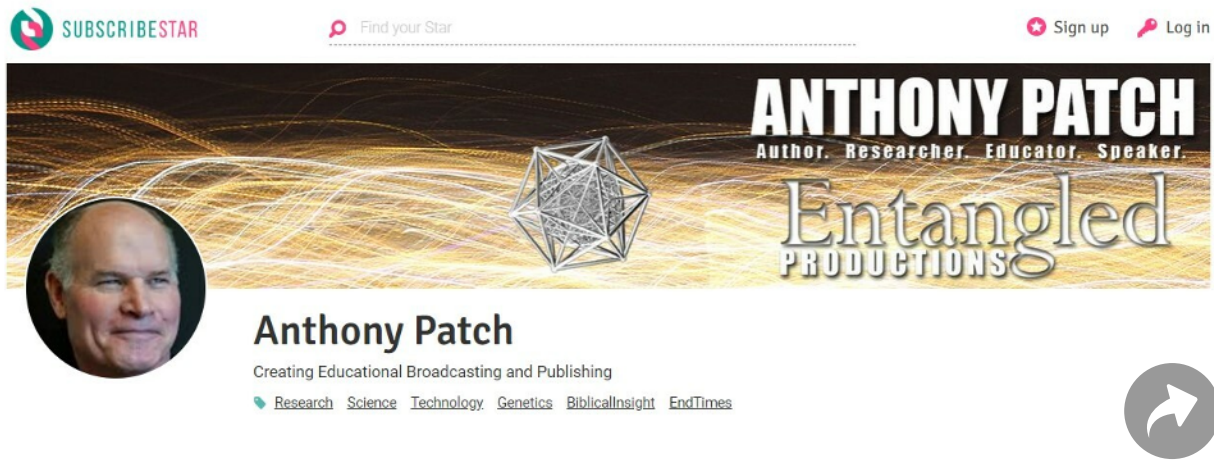 SUBSCRIBESTAR
Find your Star
Sign up
Log in
ANTHONY PATCH
Author. Researcher. Educator. Speaker.
Entangled
PRODUCTIONS
Anthony Patch
Creating Educational Broadcasting and Publishing
Research Science Technology Genetics BiblicalInsight EndTimes